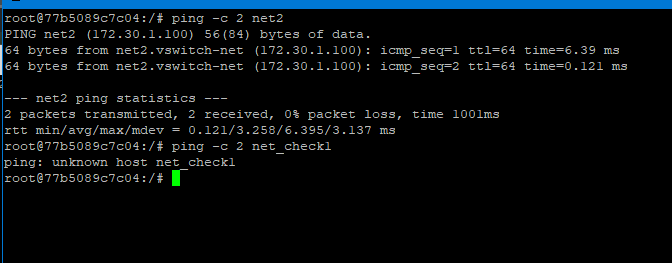 root@77b5089c7c04:/# ping -c 2 net2
PING net2 (172.30.1.100) 56(84) bytes of data.
64 bytes from net2.vswitch-net (172.30.1.100): icmp_seq=1 ttl=64 time=6.39 ms
64 bytes from net2.vswitch-net (172.30.1.100): icmp_seq=2 ttl=64 time=0.121 ms
--- net2 ping statistics ---
2 packets transmitted, 2 received, 0% packet loss, time 1001ms
rtt min/avg/max/mdev = 0.121/3.258/6.395/3.137 ms
root@77b5089c7c04:/# ping -c 2 net_check1
ping: unknown host net_check1
root@77b5089c7c04:/#